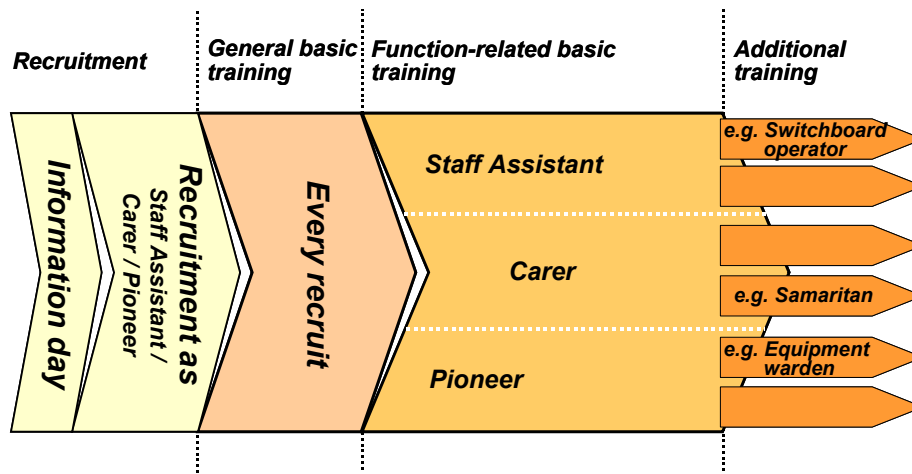 Recruitment
General basic
training
Function-related basic
training
Additional
training
Information day
Recruitment as
Staff Assistant /
Carer / Pioneer
Every recruit
Staff Assistant
Carer
Pioneer
e.g. Switchboard
operator
e.g. Samaritan
e.g. Equipment
warden